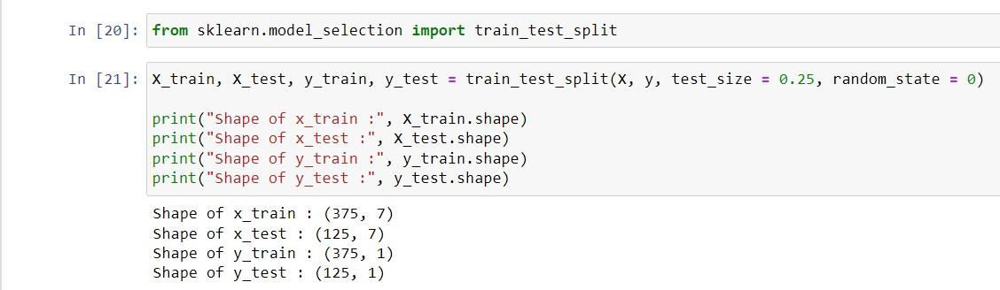 In [20]: from sklearn.model_selection import train_test_split
In [21]: X_train, X_test, y_train, y_test = train_test_split(X, y, test_size = 0.25, random_state = 0)
print("Shape of x_train :", X_train.shape)
print("Shape of x_test :", X_test.shape)
print("Shape of y_train :", y_train.shape)
print("Shape of y_test :", y_test.shape)
Shape of x_train : (375, 7)
Shape of x_test : (125, 7)
Shape of y_train : (375, 1)
Shape of y_test : (125, 1)